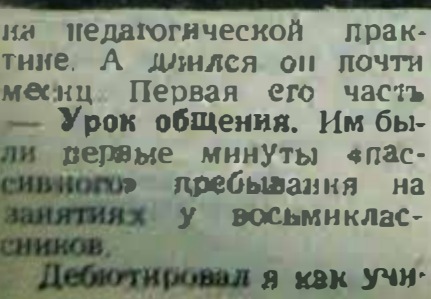 на педагогической прак-
тике. А длился он почти
месяц. Первая его часть
— Урок общения. Им бы-
ли первые минуты «пас-
сивного» пребывания на
занятиях у восьмиклас-
сников.
Дебютировал я как учи-